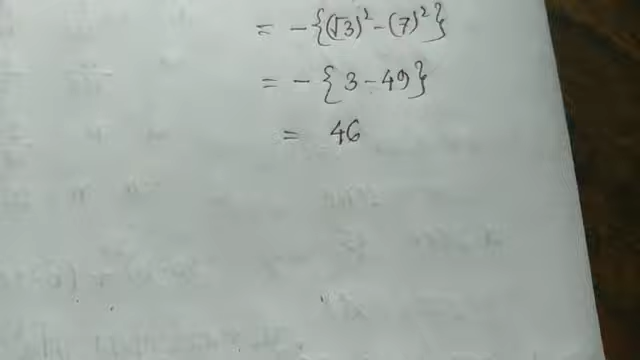 = -{(√3)² - (7)²}
= - {3 - 49}
= 46